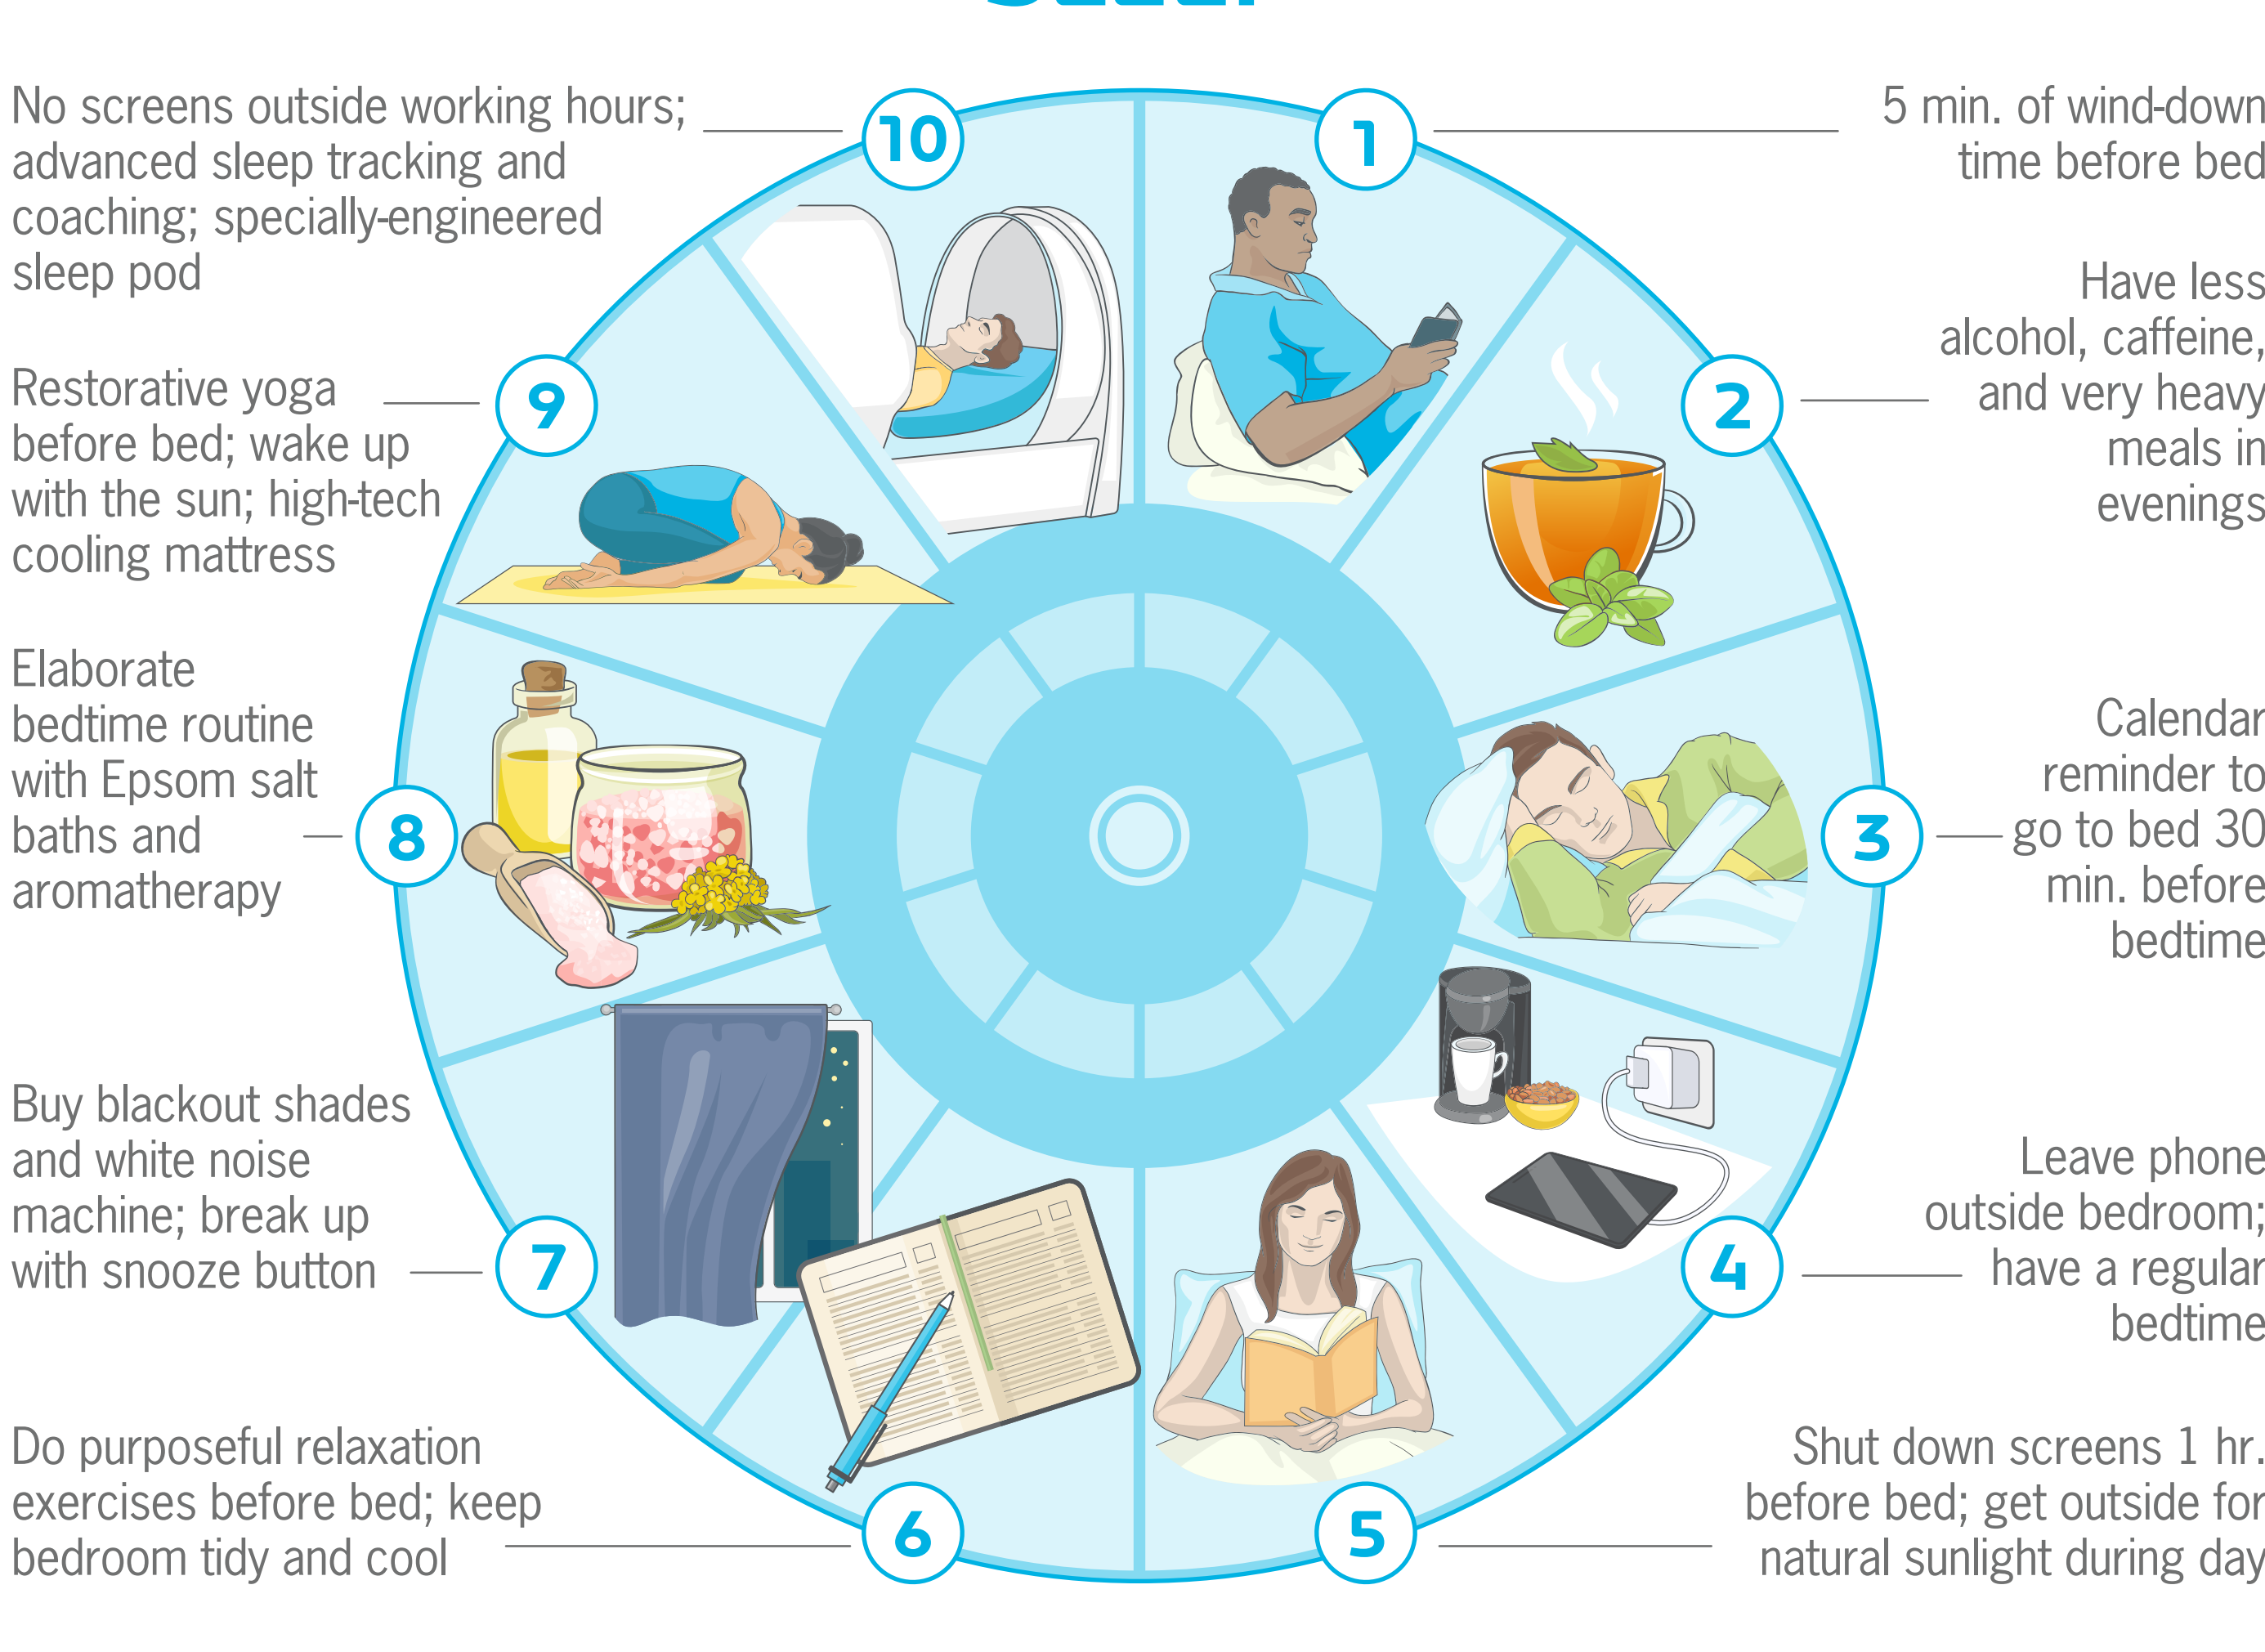 1
5 min. of wind-down
time before bed
2
Have less
alcohol, caffeine,
and very heavy
meals in
evenings
3
Calendar
reminder to
go to bed 30
min. before
bedtime
4
Leave phone
outside bedroom;
have a regular
bedtime
5
Shut down screens 1 hr.
before bed; get outside for
natural sunlight during day
6
Do purposeful relaxation
exercises before bed; keep
bedroom tidy and cool
7
Buy blackout shades
and white noise
machine; break up
with snooze button
8
Elaborate
bedtime routine
with Epsom salt
baths and
aromatherapy
9
Restorative yoga
before bed; wake up
with the sun; high-tech
cooling mattress
10
No screens outside working hours;
advanced sleep tracking and
coaching; specially-engineered
sleep pod